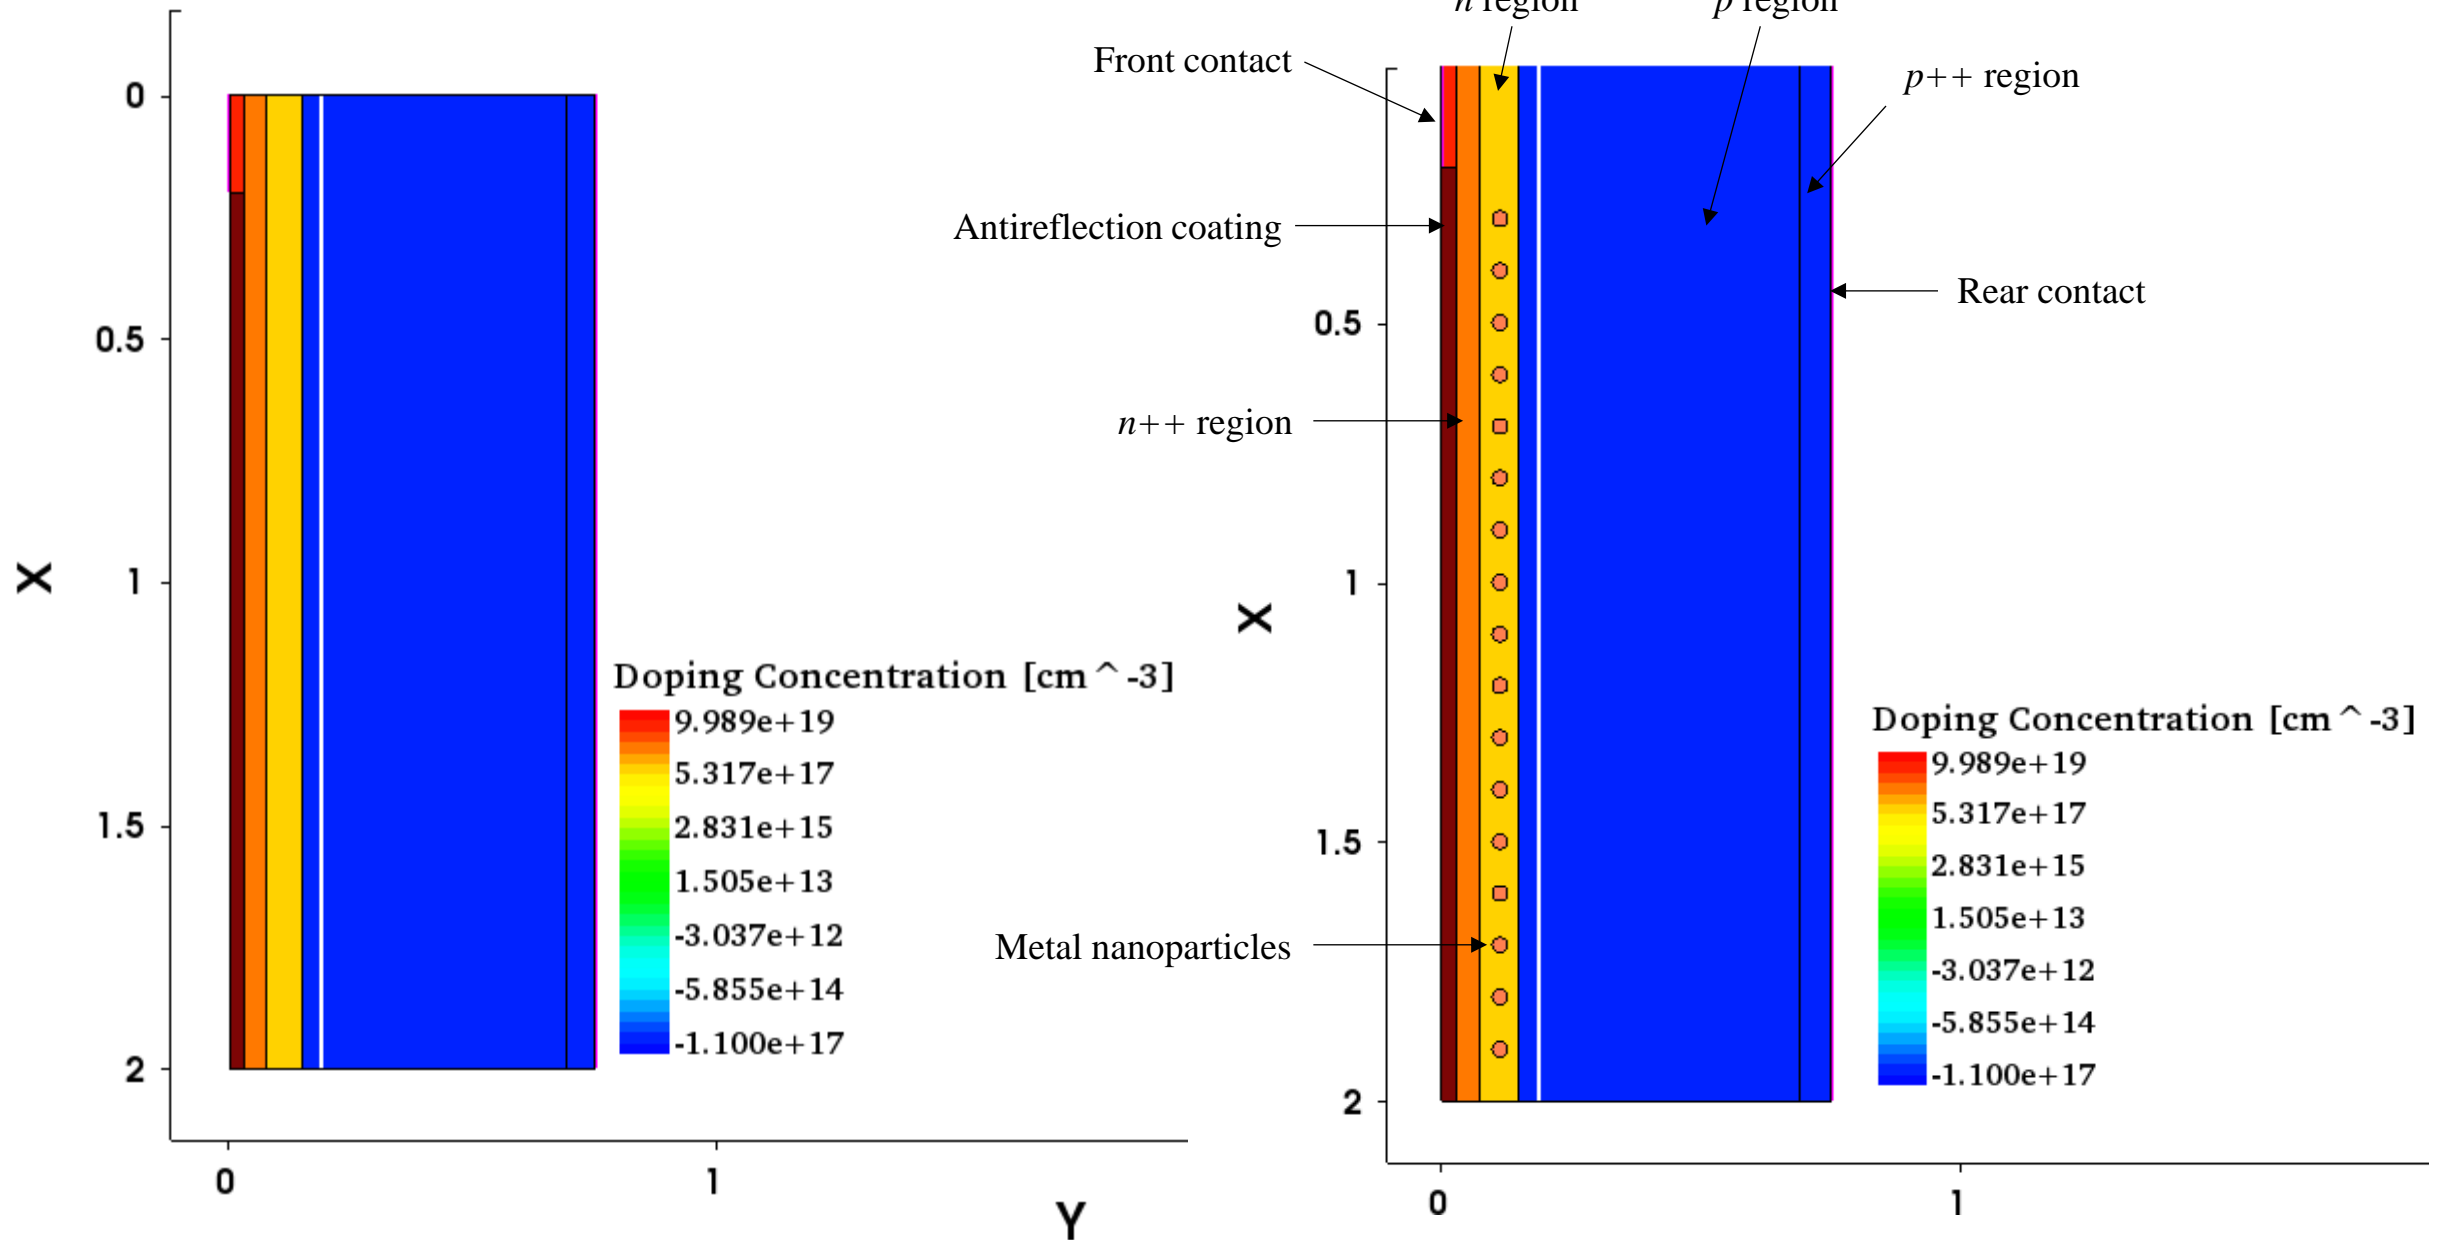 n region
p region
Front contact
p++ region
Antireflection coating
Rear contact
n++ region
Metal nanoparticles
0
0.5
1
1.5
2
X
0
1
Y
Doping Concentration [cm^-3]
9.989e+19
5.317e+17
2.831e+15
1.505e+13
-3.037e+12
-5.855e+14
-1.100e+17
0.5
1
1.5
2
X
0
1
Doping Concentration [cm^-3]
9.989e+19
5.317e+17
2.831e+15
1.505e+13
-3.037e+12
-5.855e+14
-1.100e+17